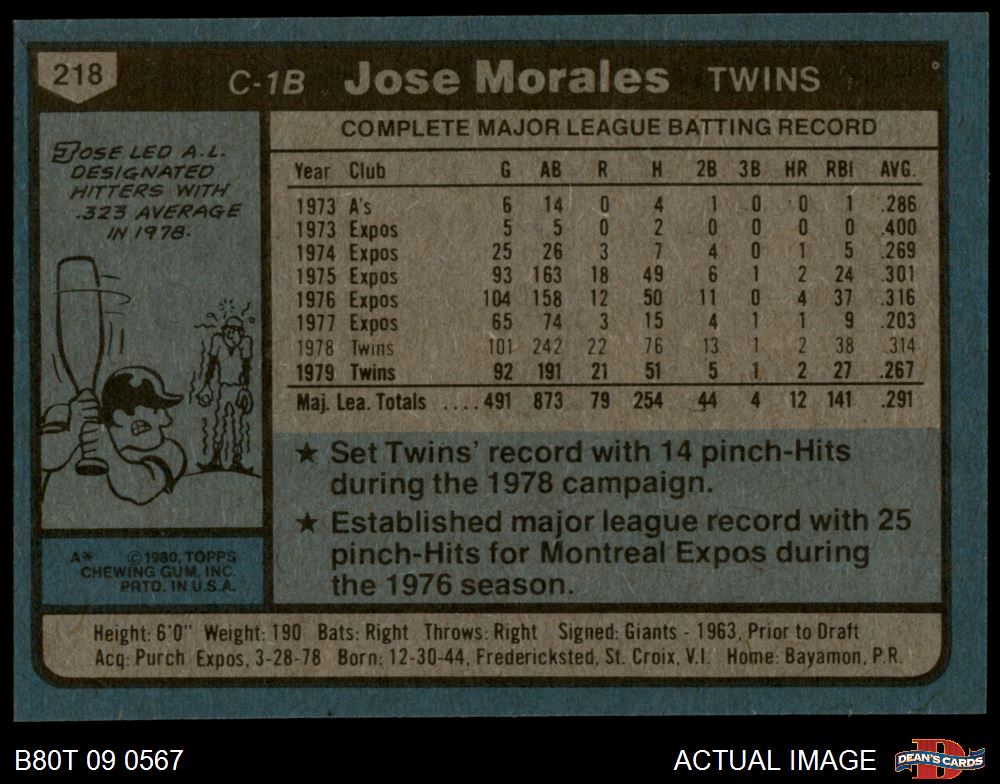 218 C-1B Jose Morales TWINS
JOSE LED A.L.
DESIGNATED
HITTERS WITH
.323 AVERAGE
IN 1978.
COMPLETE MAJOR LEAGUE BATTING RECORD
Year Club G AB R H 2B 3B HR RBI AVG.
1973 A's 6 14 0 4 1 0 0 1 .286
1973 Expos 5 5 0 2 0 0 0 0 .400
1974 Expos 25 26 3 7 4 0 1 5 .269
1975 Expos 93 163 18 49 6 1 2 24 .301
1976 Expos 104 158 12 50 11 0 4 37 .316
1977 Expos 65 74 3 15 4 1 1 9 .203
1978 Twins 101 242 22 76 13 1 2 38 .314
1979 Twins 92 191 21 51 5 1 2 27 .267
Maj. Lea. Totals ....491 873 79 254 44 4 12 141 .291
★ Set Twins' record with 14 pinch-Hits
during the 1978 campaign.
★ Established major league record with 25
pinch-Hits for Montreal Expos during
the 1976 season.
A* © 1980, TOPPS
CHEWING GUM, INC.
PRTD. IN U.S.A.
Height: 6'0" Weight: 190 Bats: Right Throws: Right Signed: Giants - 1963, Prior to Draft
Acq: Purch Expos, 3-28-78 Born: 12-30-44, Fredericksted, St. Croix, V.I. Home: Bayamon, P.R.
B80T 09 0567 ACTUAL IMAGE D DEAN'S CARDS